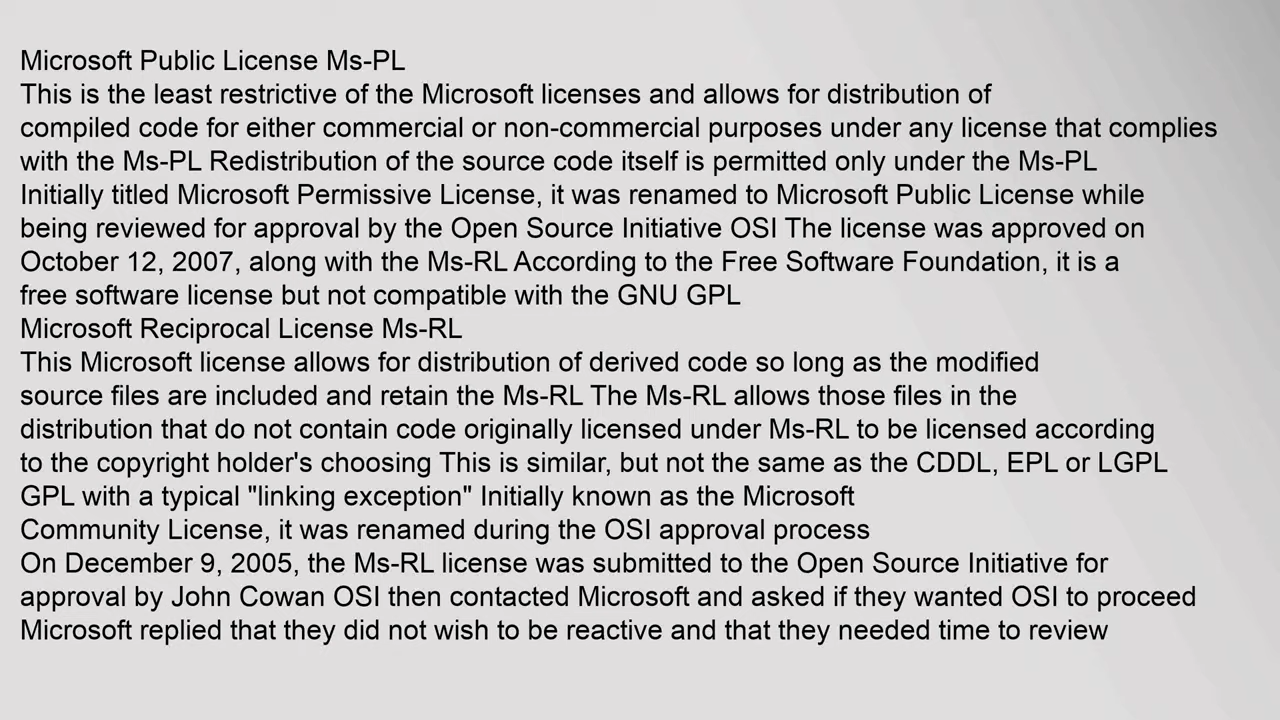 Microsoft Public License Ms-PL
This is the least restrictive of the Microsoft licenses and allows for distribution of
compiled code for either commercial or non-commercial purposes under any license that complies
with the Ms-PL Redistribution of the source code itself is permitted only under the Ms-PL
Initially titled Microsoft Permissive License, it was renamed to Microsoft Public License while
being reviewed for approval by the Open Source Initiative OSI The license was approved on
October 12, 2007, along with the Ms-RL According to the Free Software Foundation, it is a
free software license but not compatible with the GNU GPL
Microsoft Reciprocal License Ms-RL
This Microsoft license allows for distribution of derived code so long as the modified
source files are included and retain the Ms-RL The Ms-RL allows those files in the
distribution that do not contain code originally licensed under Ms-RL to be licensed according
to the copyright holder's choosing This is similar, but not the same as the CDDL, EPL or LGPL
GPL with a typical "linking exception" Initially known as the Microsoft
Community License, it was renamed during the OSI approval process
On December 9, 2005, the Ms-RL license was submitted to the Open Source Initiative for
approval by John Cowan OSI then contacted Microsoft and asked if they wanted OSI to proceed
Microsoft replied that they did not wish to be reactive and that they needed time to review